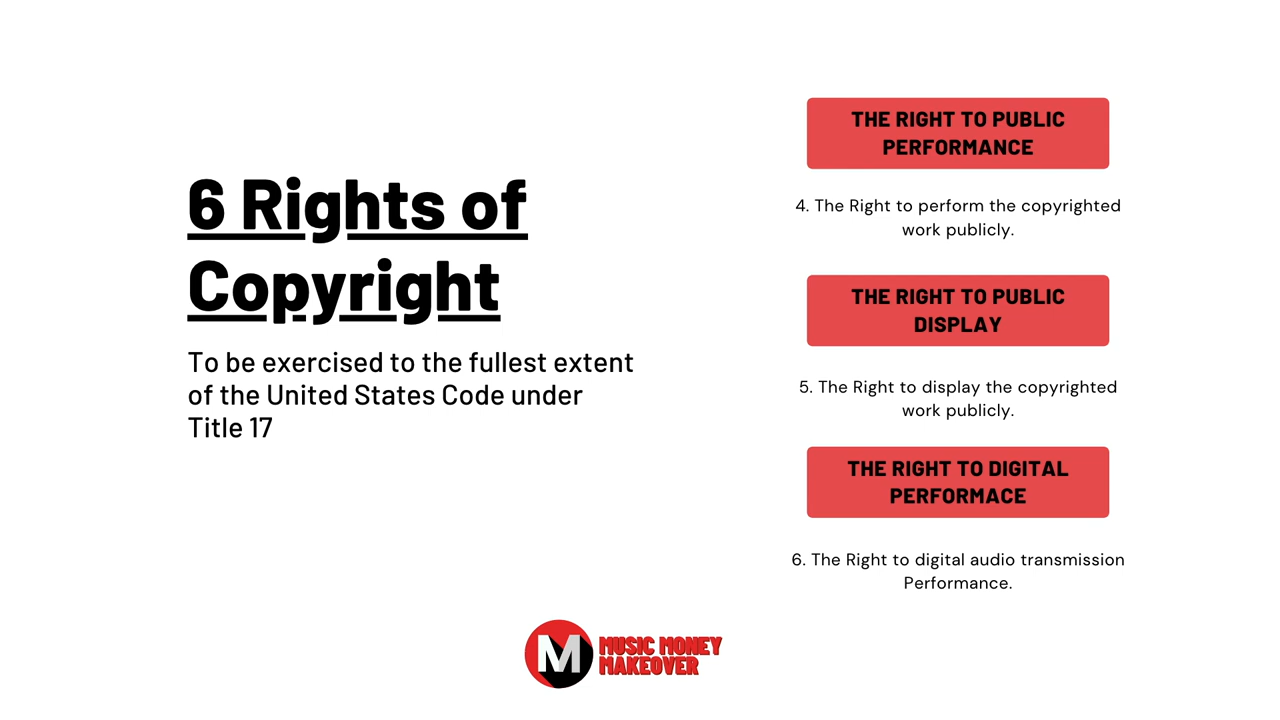 6 Rights of
Copyright
To be exercised to the fullest extent
of the United States Code under
Title 17
THE RIGHT TO PUBLIC
PERFORMANCE
4. The Right to perform the copyrighted
work publicly.
THE RIGHT TO PUBLIC
DISPLAY
5. The Right to display the copyrighted
work publicly.
THE RIGHT TO DIGITAL
PERFORMACE
6. The Right to digital audio transmission
Performance.
M
MUSIC MONEY
MAKEOVER